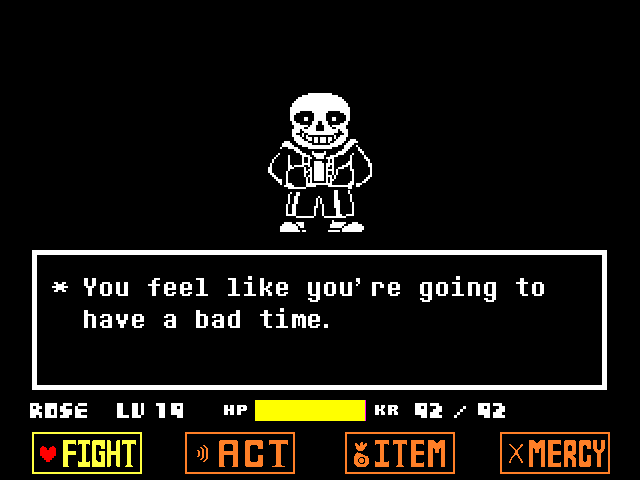 * You feel like you're going to
have a bad time.
ROSE LV 19 HP KR 92 / 92
FIGHT ACT ITEM MERCY